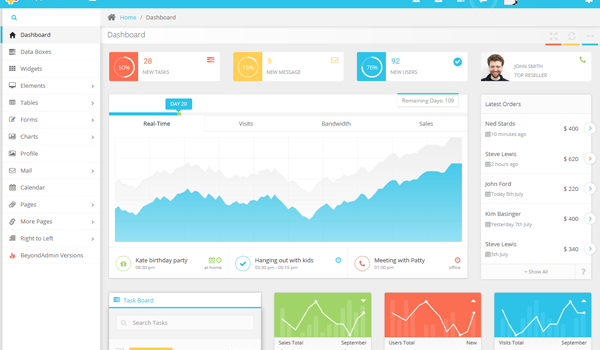 Home / Dashboard
Dashboard
Dashboard
Data Boxes
Widgets
Elements
Tables
Forms
Charts
Profile
Mail
Calendar
Pages
More Pages
Right to Left
BeyondAdmin Versions
50%
28
NEW TASKS
15%
5
NEW MESSAGE
76%
92
NEW USERS
JOHN SMITH
TOP RESELLER
DAY 20
Remaining Days: 109
Real-Time
Visits
Bandwidth
Sales
Kate birthday party
08:30 pm
at home
Hanging out with kids
05:30 pm - 05:15 pm
Meeting with Patty
01:00 pm
office
Latest Orders
Ned Stards
10 minutes ago
$ 400
Steve Lewis
2 hours ago
$ 620
John Ford
Today 8th July
$ 220
Kim Basinger
Yesterday 7th July
$ 400
Steve Lewis
5th July
$ 340
+ Show All
?
Task Board
Search Tasks
Sales Total
September
Users Total
New
Visits Total
September